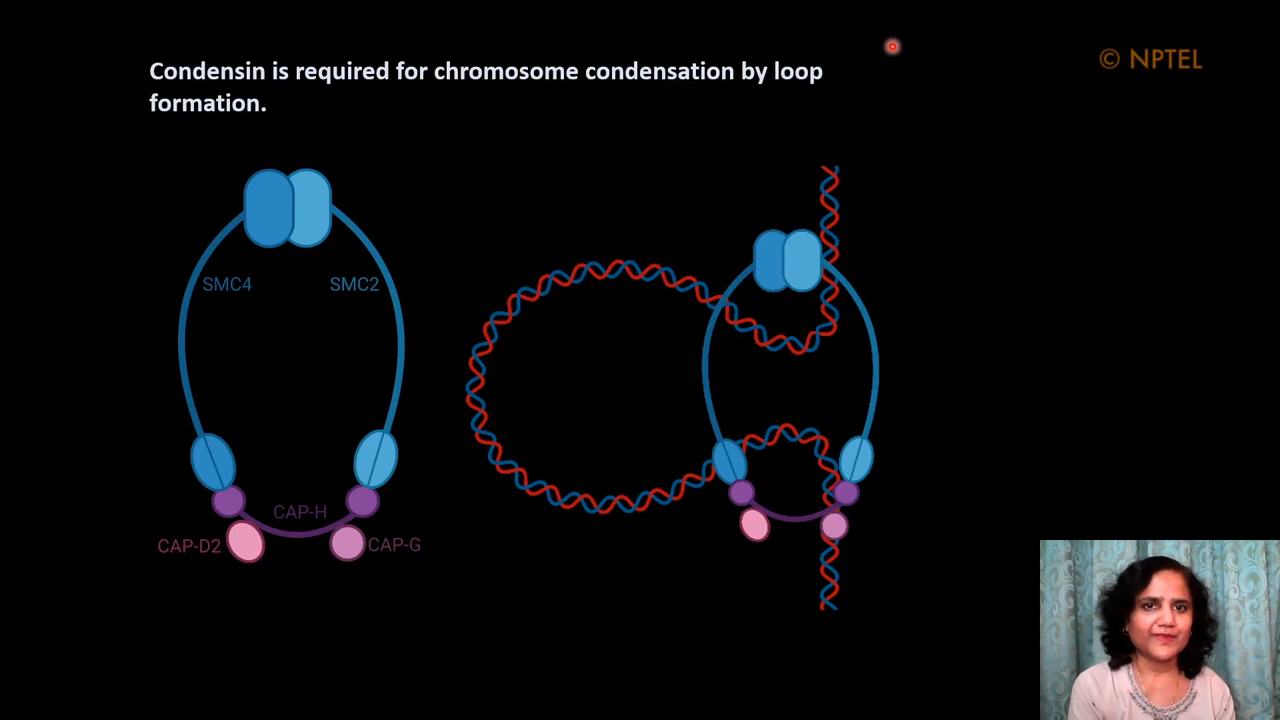 © NPTEL
Condensin is required for chromosome condensation by loop
formation.
SMC4
SMC2
CAP-H
CAP-D2
CAP-G